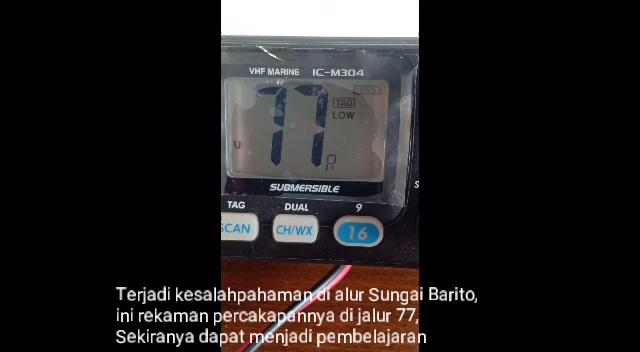 VHF MARINE IC-M304
BUSY
77
TAG
LOW
U
SUBMERSIBLE
TAG DUAL 9
SCAN CH/WX 16
Terjadi kesalahpahaman di alur Sungai Barito,
ini rekaman percakapannya di jalur 77,
Sekiranya dapat menjadi pembelajaran